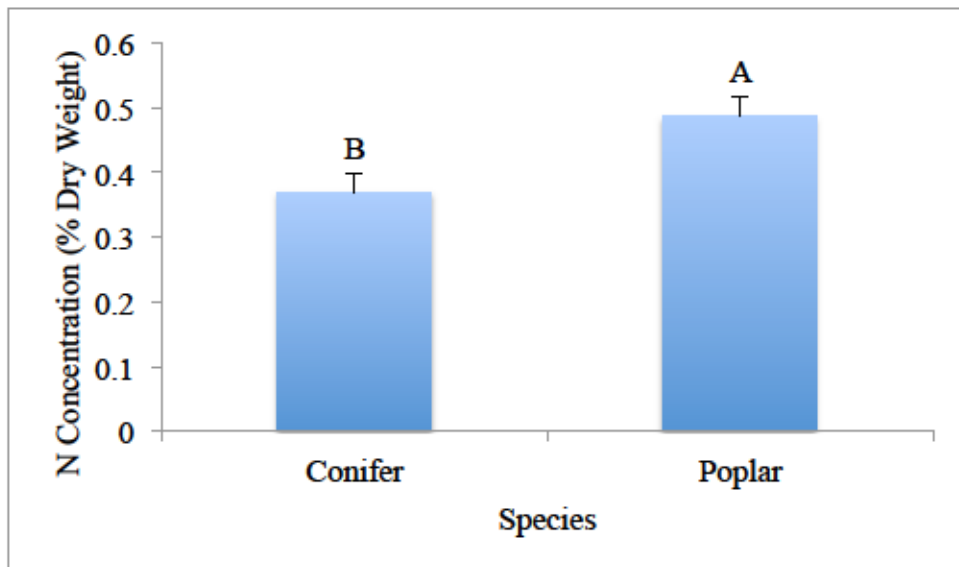 N Concentration (% Dry Weight)
0.6
0.5
0.4
0.3
0.2
0.1
0
B
A
Conifer
Poplar
Species